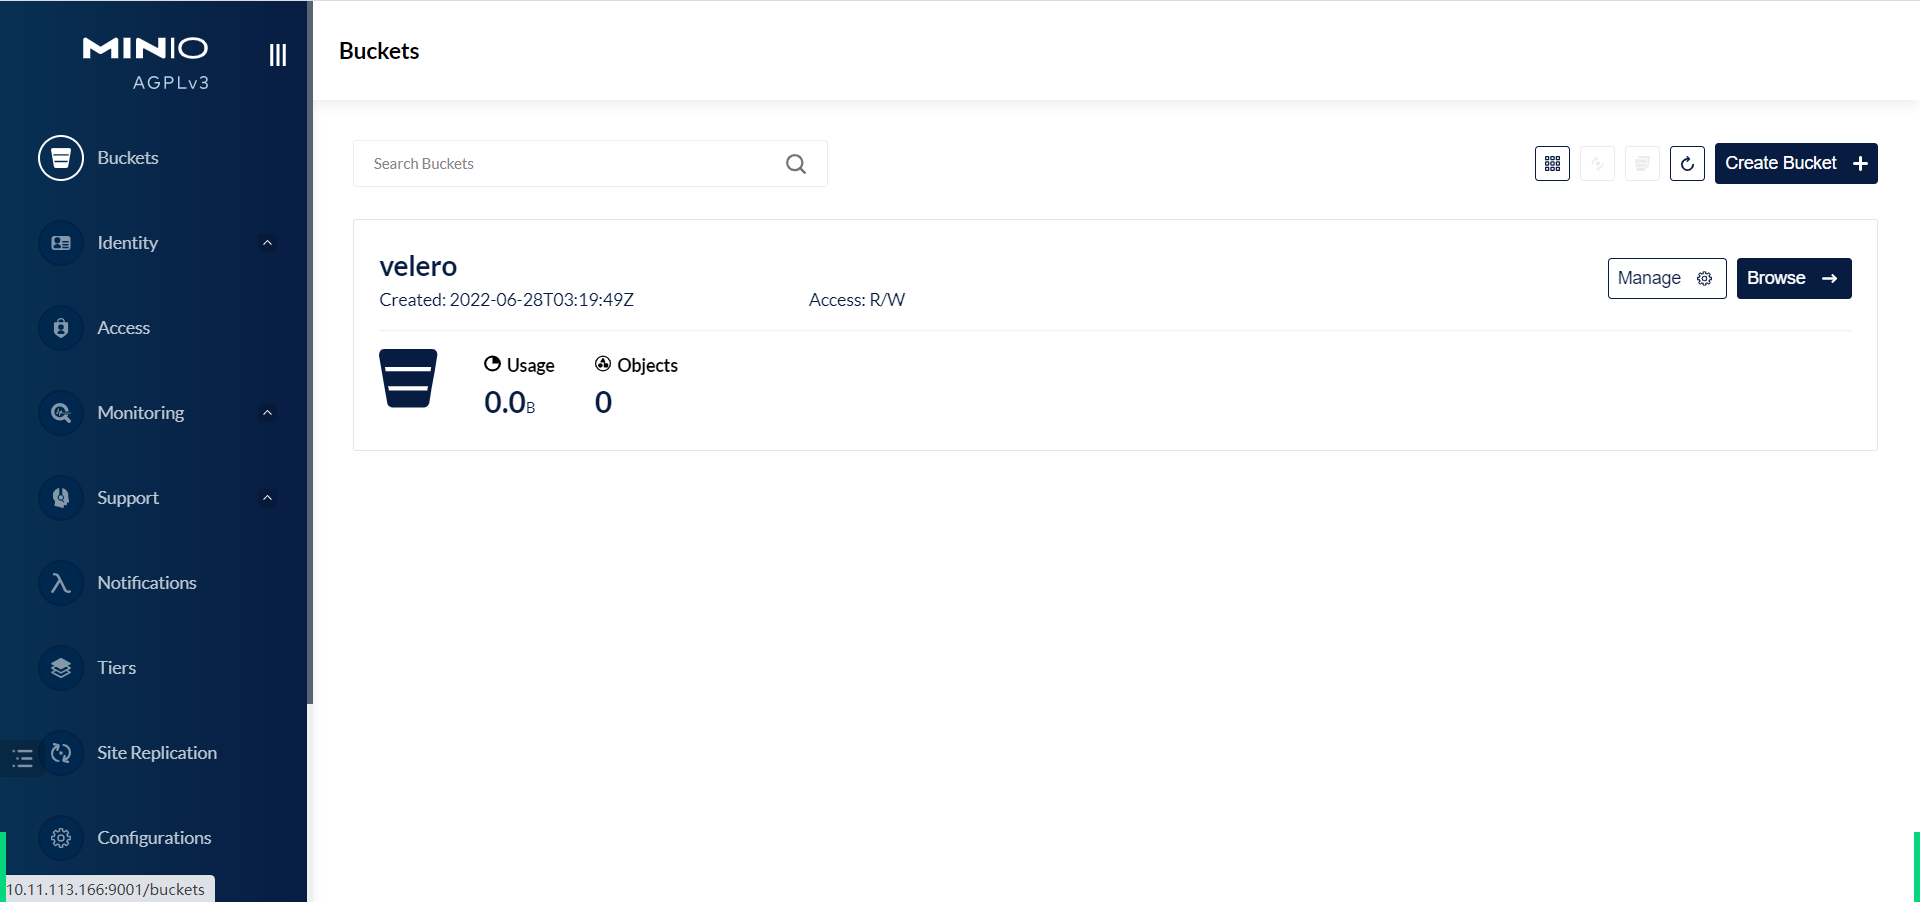 MINIO
AGPLv3
Buckets
Identity
Access
Monitoring
Support
Notifications
Tiers
Site Replication
Configurations
10.11.113.166:9001/buckets
Buckets
Search Buckets
Create Bucket
velero
Created: 2022-06-28T03:19:49Z
Access: R/W
Manage
Browse
Usage
0.0B
Objects
0